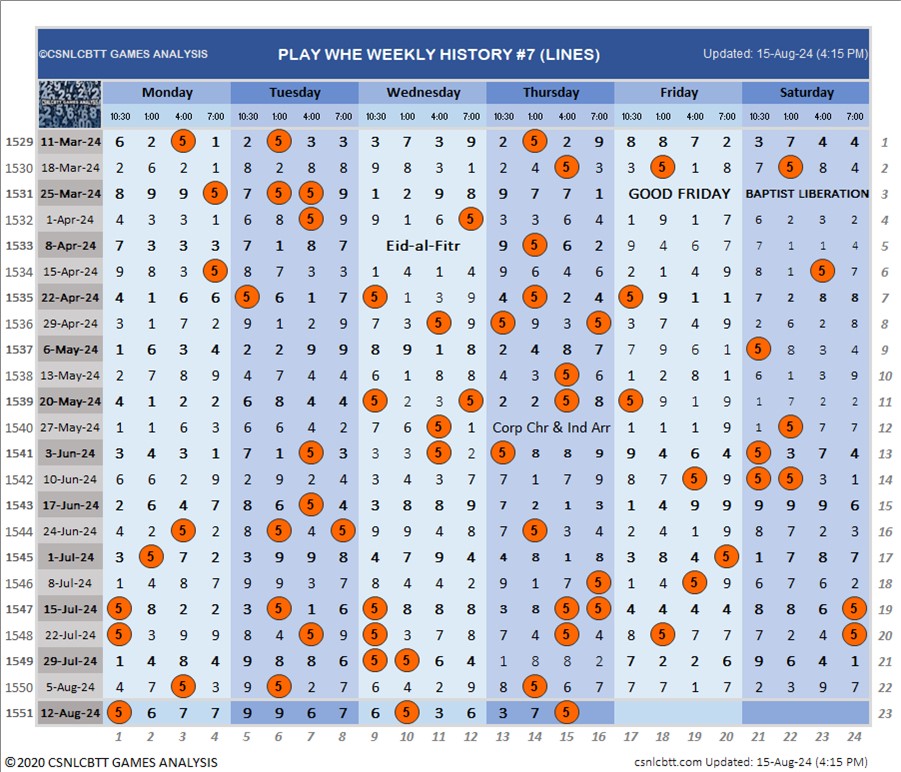 ©CSNLCBTT GAMES ANALYSIS PLAY WHE WEEKLY HISTORY #7 (LINES) Updated: 15-Aug-24 (4:15 PM)
Monday Tuesday Wednesday Thursday Friday Saturday
10:30 1:00 4:00 7:00 10:30 1:00 4:00 7:00 10:30 1:00 4:00 7:00 10:30 1:00 4:00 7:00 10:30 1:00 4:00 7:00 10:30 1:00 4:00 7:00
1529 11-Mar-24 6 2 5 1 2 5 3 3 3 7 3 9 2 5 2 9 8 8 7 2 3 7 4 4 1
1530 18-Mar-24 2 6 2 1 8 2 8 8 9 8 3 1 2 4 5 3 3 5 1 8 7 5 8 4 2
1531 25-Mar-24 8 9 9 5 7 5 5 9 1 2 9 8 9 7 7 1 GOOD FRIDAY BAPTIST LIBERATION 3
1532 1-Apr-24 4 3 3 1 6 8 5 9 9 1 6 5 3 3 6 4 1 9 1 7 6 2 3 2 4
1533 8-Apr-24 7 3 3 3 7 1 8 7 Eid-al-Fitr 9 5 6 2 9 4 6 7 7 1 1 4 5
1534 15-Apr-24 9 8 3 5 8 7 3 3 1 4 1 4 9 6 4 6 2 1 4 9 8 1 5 7 6
1535 22-Apr-24 4 1 6 6 5 6 1 7 5 1 3 9 4 5 2 4 5 9 1 1 7 2 8 8 7
1536 29-Apr-24 3 1 7 2 9 1 2 9 7 3 5 9 5 9 3 5 3 7 4 9 2 6 2 8 8
1537 6-May-24 1 6 3 4 2 2 9 9 8 9 1 8 2 4 8 7 7 9 6 1 5 8 3 4 9
1538 13-May-24 2 7 8 9 4 7 4 4 6 1 8 8 4 3 5 6 1 2 8 1 6 1 3 9 10
1539 20-May-24 4 1 2 2 6 8 4 4 5 2 3 5 2 2 5 8 5 9 1 9 1 7 2 2 11
1540 27-May-24 1 1 6 3 6 6 4 2 7 6 5 1 Corp Chr & Ind Arr 1 1 1 9 1 5 7 7 12
1541 3-Jun-24 3 4 3 1 7 1 5 3 3 3 5 2 5 8 8 9 9 4 6 4 5 3 7 4 13
1542 10-Jun-24 6 6 2 9 2 9 2 4 3 4 3 7 7 1 7 9 8 7 5 9 5 5 3 1 14
1543 17-Jun-24 2 6 4 7 8 6 5 4 3 8 8 9 7 2 1 3 1 4 9 9 9 9 9 6 15
1544 24-Jun-24 4 2 5 2 8 5 4 5 9 9 4 8 7 5 3 4 2 4 1 9 8 7 2 3 16
1545 1-Jul-24 3 5 7 2 3 9 9 8 4 7 9 4 4 8 1 8 3 8 4 5 1 7 8 7 17
1546 8-Jul-24 1 4 8 7 9 9 3 7 8 4 4 2 9 1 7 5 1 4 5 9 6 7 6 2 18
1547 15-Jul-24 5 8 2 2 3 5 1 6 5 8 8 8 3 8 5 5 4 4 4 4 8 8 6 5 19
1548 22-Jul-24 5 3 9 9 8 4 5 9 5 3 7 8 7 4 5 4 8 5 7 7 7 2 4 5 20
1549 29-Jul-24 1 4 8 4 9 8 8 6 5 5 6 4 1 8 8 2 7 2 2 6 9 6 4 1 21
1550 5-Aug-24 4 7 5 3 9 5 2 7 6 4 2 9 8 5 6 7 7 7 1 7 2 3 9 7 22
1551 12-Aug-24 5 6 7 7 9 9 6 7 6 5 3 6 3 7 5 23
1 2 3 4 5 6 7 8 9 10 11 12 13 14 15 16 17 18 19 20 21 22 23 24
©2020 CSNLCBTT GAMES ANALYSIS csnlcbtt.com Updated: 15-Aug-24 (4:15 PM)